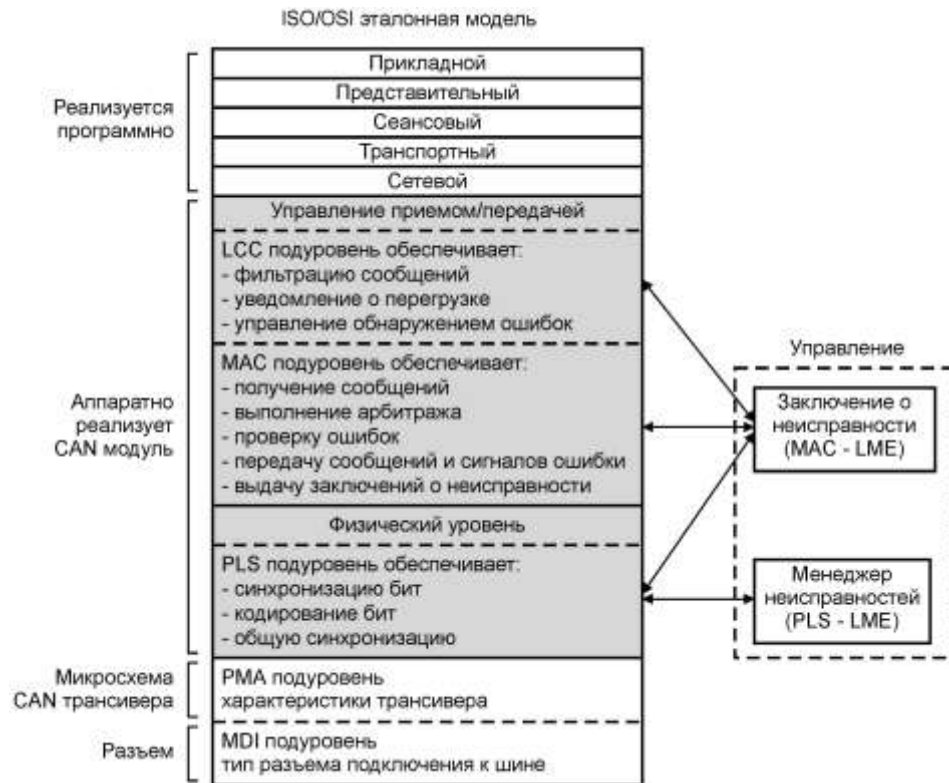 ISO/OSI эталонная модель
Реализуется
программно
Прикладной
Представительный
Сеансовый
Транспортный
Сетевой
Аппаратно
реализует
CAN модуль
Управление приемом/передачей
LCC подуровень обеспечивает:
- фильтрацию сообщений
- уведомление о перегрузке
- управление обнаружением ошибок
MAC подуровень обеспечивает:
- получение сообщений
- выполнение арбитража
- проверку ошибок
- передачу сообщений и сигналов ошибки
- выдачу заключений о неисправности
Физический уровень
PLS подуровень обеспечивает:
- синхронизацию бит
- кодирование бит
- общую синхронизацию
Управление
Заключение о
неисправности
(MAC - LME)
Менеджер
неисправностей
(PLS - LME)
Микросхема
CAN трансивера
PMA подуровень
характеристики трансивера
Разъем
MDI подуровень
тип разъема подключения к шине